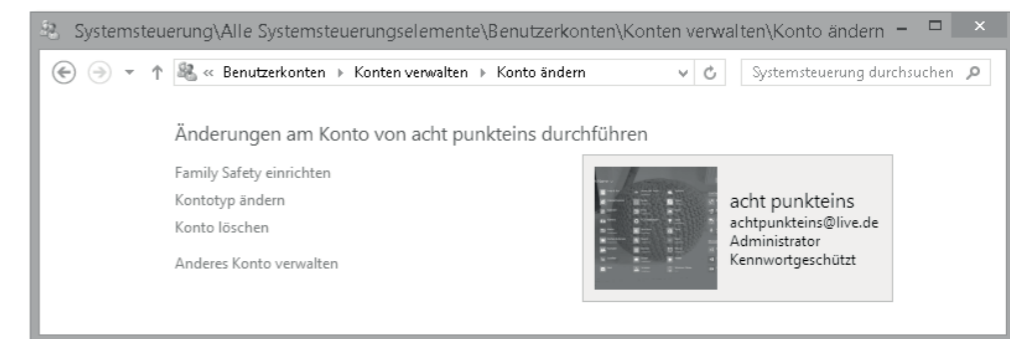 Systemsteuerung\Alle Systemsteuerungselemente\Benutzerkonten\Konten verwalten\Konto ändern
« Benutzerkonten Konten verwalten Konto ändern Systemsteuerung durchsuchen
Änderungen am Konto von acht punkteins durchführen
Family Safety einrichten
Kontotyp ändern
Konto löschen
Anderes Konto verwalten
acht punkteins
achtpunkteins@live.de
Administrator
Kennwortgeschützt